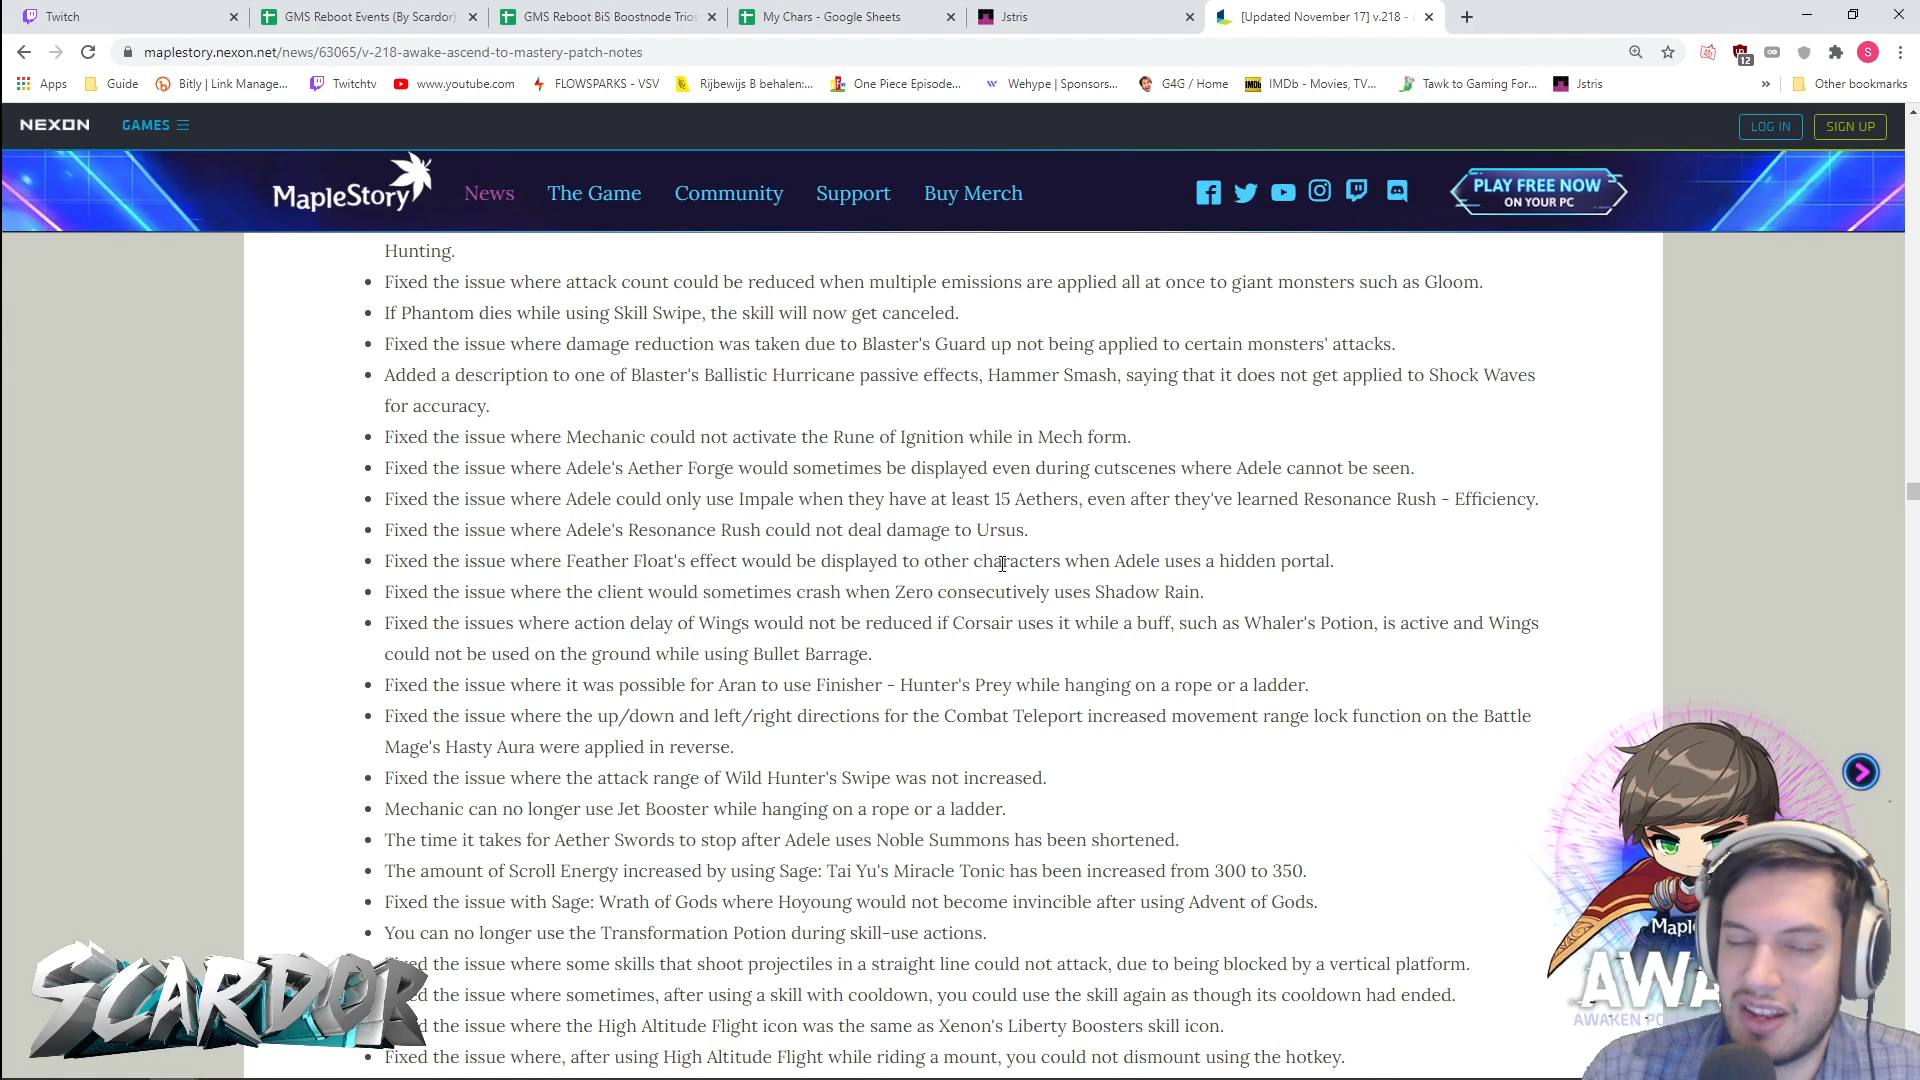 Twitch
GMS Reboot Events (By Scardor)
GMS Reboot BiS Boostnode Trios
My Chars - Google Sheets
Jstris
[Updated November 17] v.218 -
maplestory.nexon.net/news/63065/v-218-awake-ascend-to-mastery-patch-notes
12
S
Apps
Guide
Bitly | Link Manage...
Twitchtv
www.youtube.com
FLOWSPARKS - VSV
Rijbewijs B behalen:...
One Piece Episode...
Wehype | Sponsors...
G4G / Home
IMDb - Movies, TV...
Tawk to Gaming For...
Jstris
»
Other bookmarks
NEXON
GAMES
LOG IN
SIGN UP
MapleStory
News
The Game
Community
Support
Buy Merch
PLAY FREE NOW
ON YOUR PC
Hunting.
• Fixed the issue where attack count could be reduced when multiple emissions are applied all at once to giant monsters such as Gloom.
• If Phantom dies while using Skill Swipe, the skill will now get canceled.
• Fixed the issue where damage reduction was taken due to Blaster's Guard up not being applied to certain monsters' attacks.
• Added a description to one of Blaster's Ballistic Hurricane passive effects, Hammer Smash, saying that it does not get applied to Shock Waves
for accuracy.
• Fixed the issue where Mechanic could not activate the Rune of Ignition while in Mech form.
• Fixed the issue where Adele's Aether Forge would sometimes be displayed even during cutscenes where Adele cannot be seen.
• Fixed the issue where Adele could only use Impale when they have at least 15 Aethers, even after they've learned Resonance Rush - Efficiency.
• Fixed the issue where Adele's Resonance Rush could not deal damage to Ursus.
• Fixed the issue where Feather Float's effect would be displayed to other characters when Adele uses a hidden portal.
• Fixed the issue where the client would sometimes crash when Zero consecutively uses Shadow Rain.
• Fixed the issues where action delay of Wings would not be reduced if Corsair uses it while a buff, such as Whaler's Potion, is active and Wings
could not be used on the ground while using Bullet Barrage.
• Fixed the issue where it was possible for Aran to use Finisher - Hunter's Prey while hanging on a rope or a ladder.
• Fixed the issue where the up/down and left/right directions for the Combat Teleport increased movement range lock function on the Battle
Mage's Hasty Aura were applied in reverse.
• Fixed the issue where the attack range of Wild Hunter's Swipe was not increased.
• Mechanic can no longer use Jet Booster while hanging on a rope or a ladder.
• The time it takes for Aether Swords to stop after Adele uses Noble Summons has been shortened.
• The amount of Scroll Energy increased by using Sage: Tai Yu's Miracle Tonic has been increased from 300 to 350.
• Fixed the issue with Sage: Wrath of Gods where Hoyoung would not become invincible after using Advent of Gods.
• You can no longer use the Transformation Potion during skill-use actions.
xed the issue where some skills that shoot projectiles in a straight line could not attack, due to being blocked by a vertical platform.
d the issue where sometimes, after using a skill with cooldown, you could use the skill again as though its cooldown had ended.
d the issue where the High Altitude Flight icon was the same as Xenon's Liberty Boosters skill icon.
Fixed the issue where, after using High Altitude Flight while riding a mount, you could not dismount using the hotkey.
SCARDOR
Mapl
AWA
AWAKEN PO